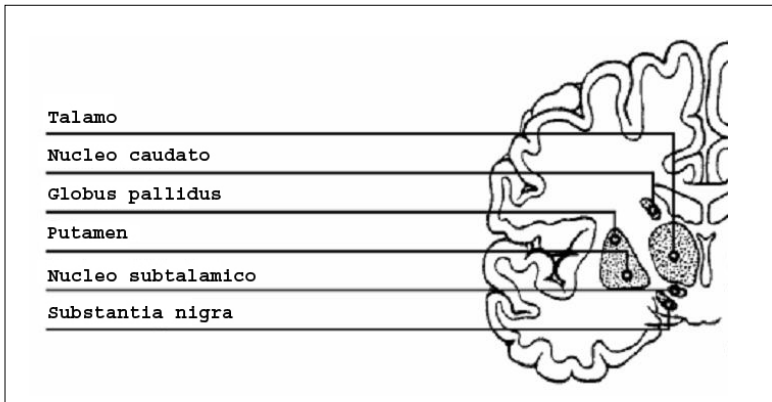 Talamo
Nucleo caudato
Globus pallidus
Putamen
Nucleo subtalamico
Substantia nigra